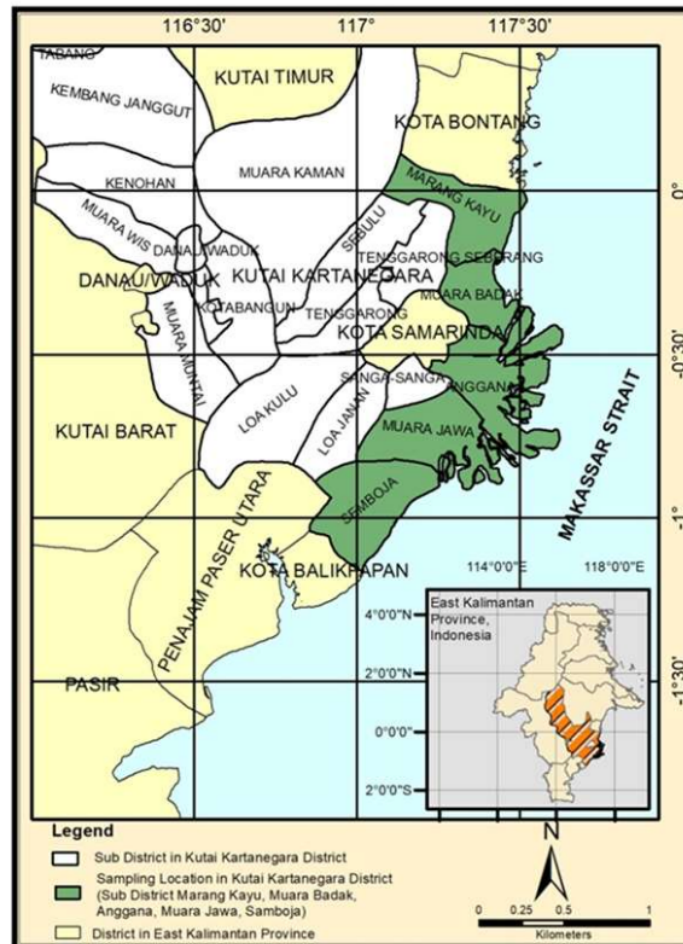 116°30'
117°
117°30'
TABANG
KUTAI TIMUR
KEMBANG JANGGUT
KOTA BONTANG
MUARA KAMAN
MARANG KAYU
KENOHAN
0°
SEBULU
MUARA WIS
DANAU/WADUK
TENGGARONG SEBERANG
DANAU/WADUK
KUTAI KARTANEGARA
MUARA BADAK
KOTABANGUN
TENGGARONG
KOTA SAMARINDA
-0°30'
MUARA MUNTAI
SANGA-SANGA
ANGGANA
LOA KULU
LOA JANAN
MUARA JAWA
KUTAI BARAT
MAKASSAR STRAIT
SEMBOJA
-1°
PENAJAM PASER UTARA
KOTA BALIKPAPAN
114°0'0"E
118°0'0"E
East Kalimantan
Province,
Indonesia
4°0'0"N
2°0'0"N
0°0'0"
2°0'0"S
PASIR
-1°30'
Legend
Sub District in Kutai Kartanegara District
Sampling Location in Kutai Kartanegara District
(Sub District Marang Kayu, Muara Badak,
Anggana, Muara Jawa, Samboja)
District in East Kalimantan Province
N
0 0.25 0.5 1
Kilometers